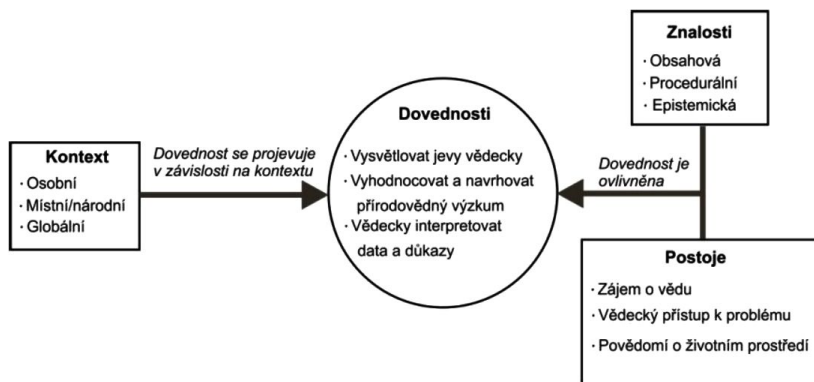 Kontext
· Osobní
· Místní/národní
· Globální
Dovednost se projevuje
v závislosti na kontextu
Dovednosti
· Vysvětlovat jevy vědecky
· Vyhodnocovat a navrhovat
přírodovědný výzkum
· Vědecky interpretovat
data a důkazy
Dovednost je
ovlivněna
Znalosti
· Obsahová
· Procedurální
· Epistemická
Postoje
· Zájem o vědu
· Vědecký přístup k problému
· Povědomí o životním prostředí